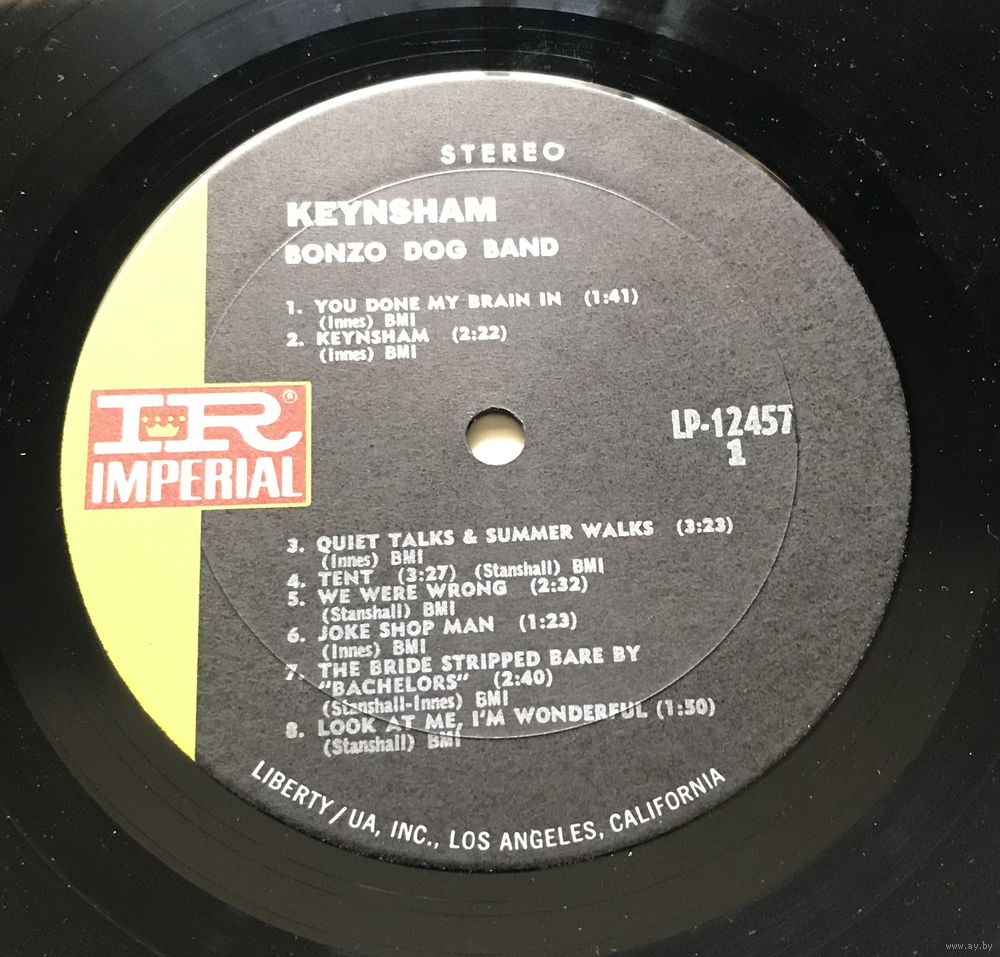 STEREO
KEYNSHAM
BONZO DOG BAND
1. YOU DONE MY BRAIN IN (1:41)
(Innes) BMI
2. KEYNSHAM (2:22)
(Innes) BMI
IR ®
IMPERIAL
LP-12457
1
3. QUIET TALKS & SUMMER WALKS (3:23)
(Innes) BMI
4. TENT (3:27) (Stanshall) BMI
5. WE WERE WRONG (2:32)
(Stanshall) BMI
6. JOKE SHOP MAN (1:23)
(Innes) BMI
7. THE BRIDE STRIPPED BARE BY
"BACHELORS" (2:40)
(Stanshall-Innes) BMI
8. LOOK AT ME, I'M WONDERFUL (1:50)
(Stanshall) BMI
LIBERTY/UA, INC., LOS ANGELES, CALIFORNIA
www.ay.by